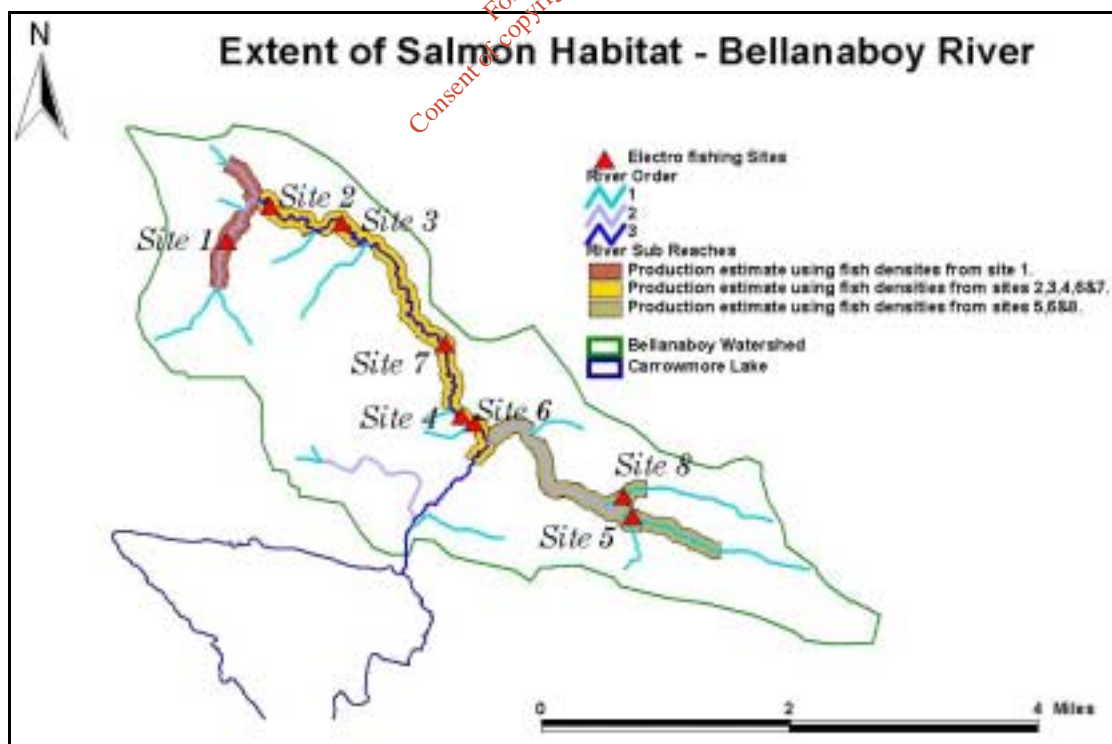 For
Consent of copyrig
N
Extent of Salmon Habitat - Bellanaboy River
Electro fishing Sites
River Order
1
2
3
River Sub Reaches
Production estimate using fish densites from site 1.
Production estimate using fish densities from sites 2,3,4,6&7.
Production estimate using fish densities from sites 5,6&8.
Bellanaboy Watershed
Carrowmore Lake
Site 2
Site 3
Site 1
Site 7
Site 4
Site 6
Site 8
Site 5
0 2 4 Miles